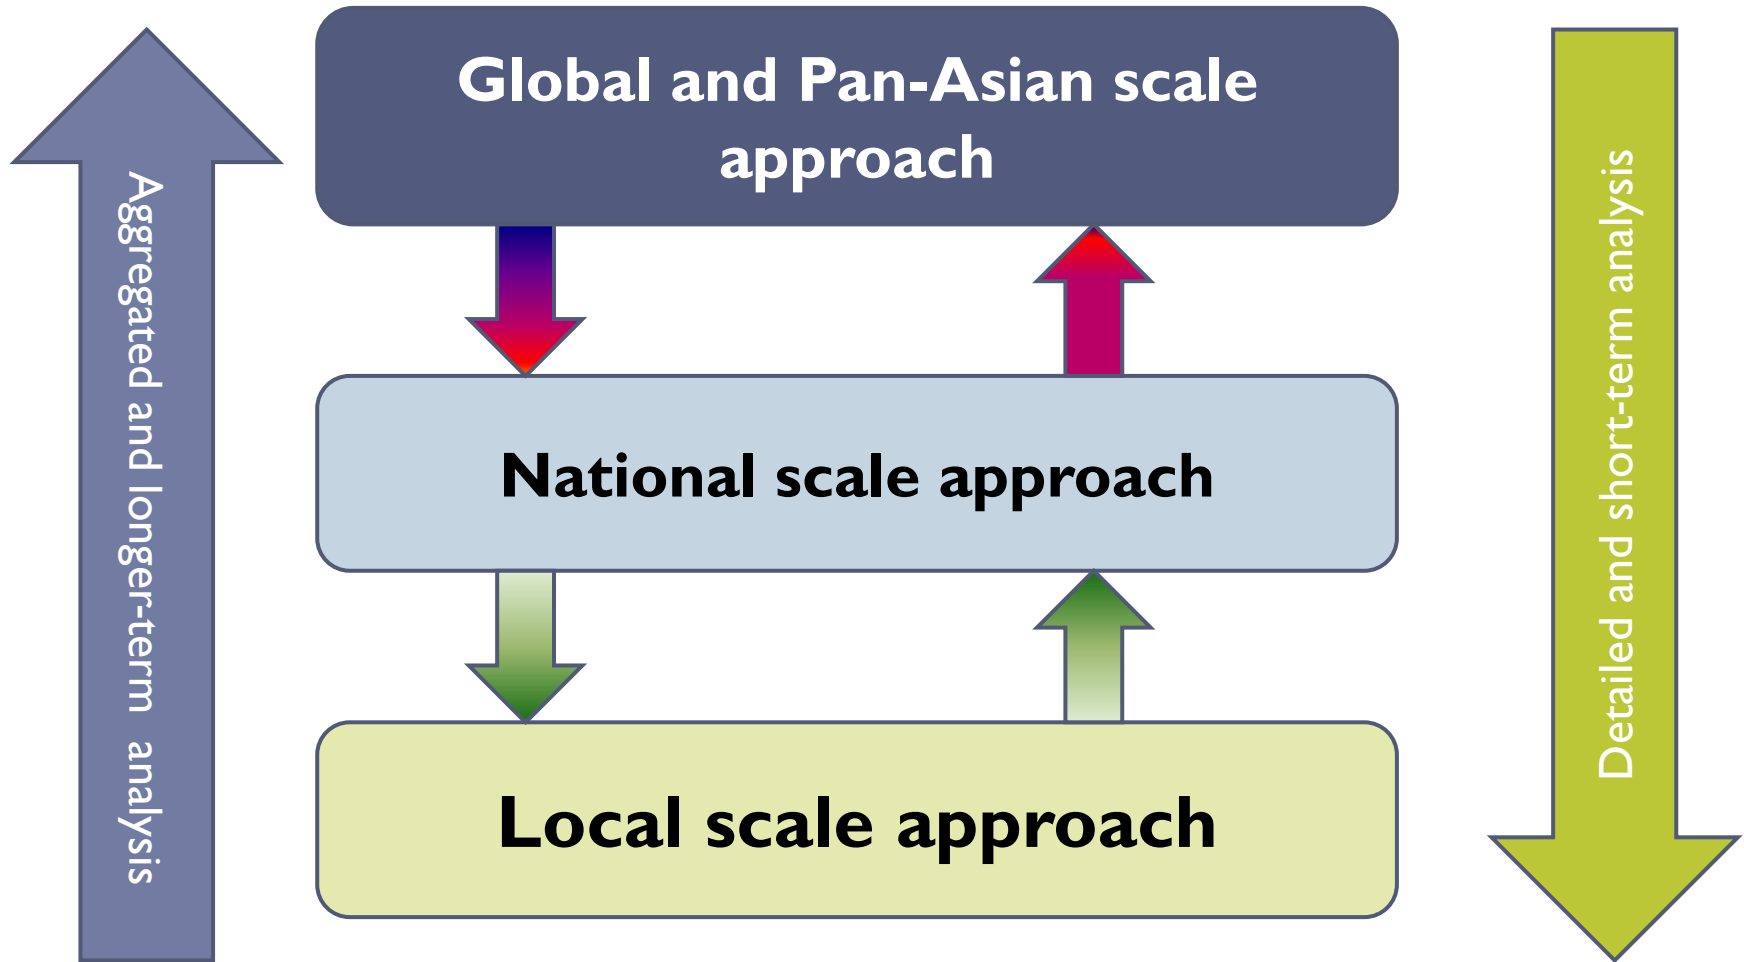 Global and Pan-Asian scale
approach
Aggregated and longer-term analysis
Detailed and short-term analysis
National scale approach
Local scale approach